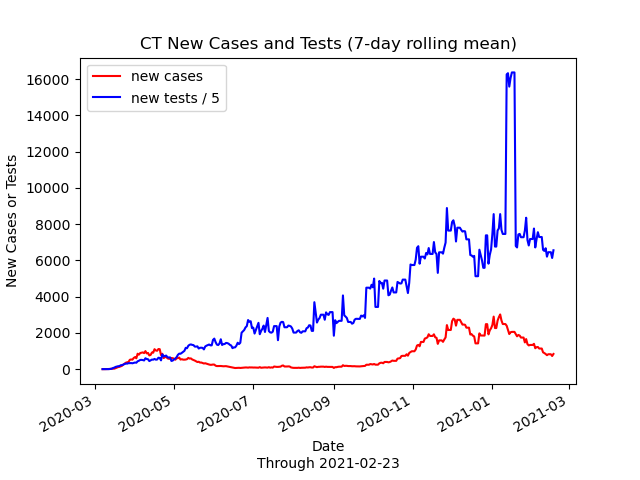 CT New Cases and Tests (7-day rolling mean)
new cases
new tests / 5
16000
14000
12000
10000
8000
6000
4000
2000
0
New Cases or Tests
2020-03
2020-05
2020-07
2020-09
2020-11
2021-01
2021-03
Date
Through 2021-02-23